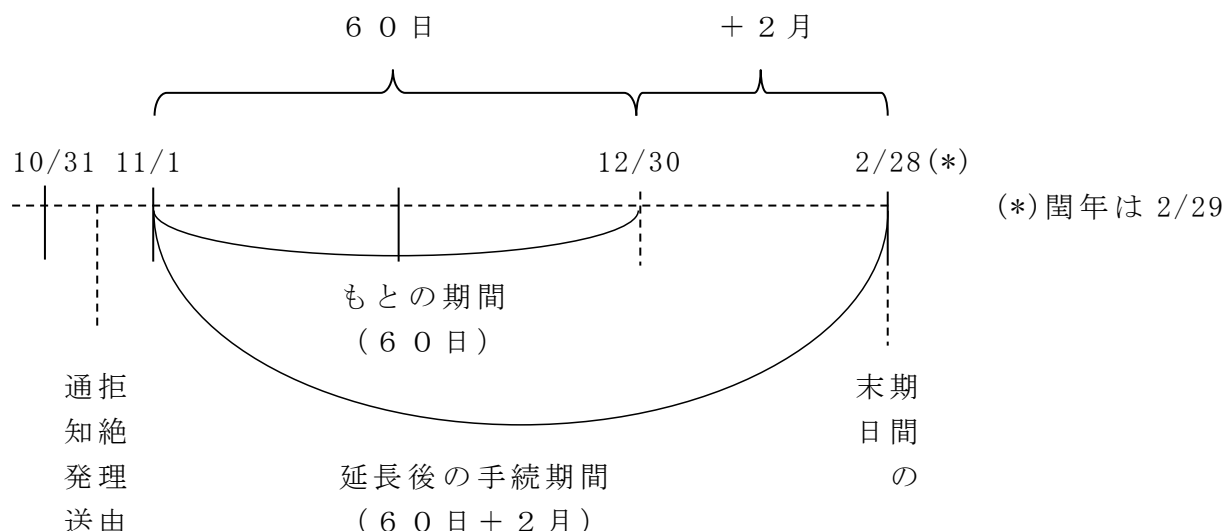 ６０日
＋２月
10/31
11/1
12/30
2/28(*)
(*)閏年は 2/29
もとの期間
（６０日）
拒絶理由
通知発送
期間の
末日
延長後の手続期間
（６０日＋２月）